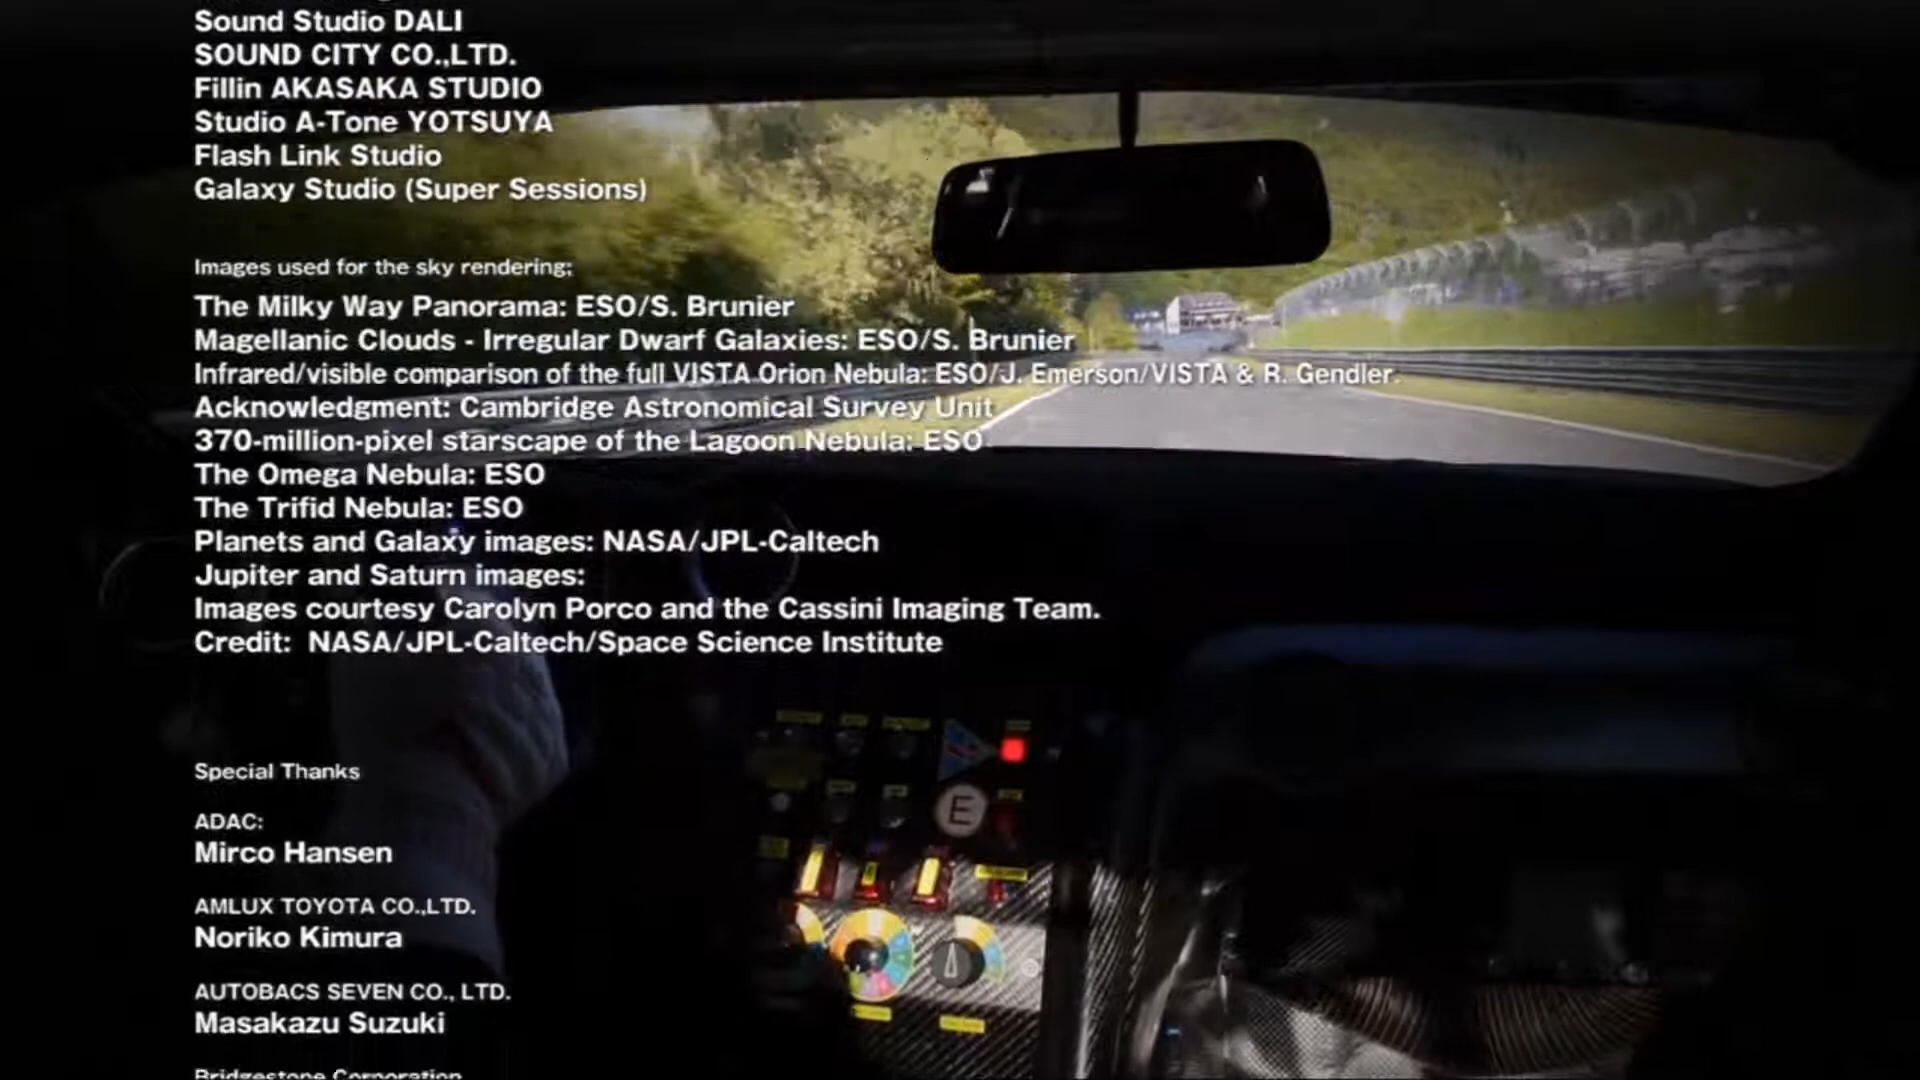 Sound Studio DALI
SOUND CITY CO.,LTD.
Fillin AKASAKA STUDIO
Studio A-Tone YOTSUYA
Flash Link Studio
Galaxy Studio (Super Sessions)
Images used for the sky rendering;
The Milky Way Panorama: ESO/S. Brunier
Magellanic Clouds - Irregular Dwarf Galaxies: ESO/S. Brunier
Infrared/visible comparison of the full VISTA Orion Nebula: ESO/J. Emerson/VISTA & R. Gendler.
Acknowledgment: Cambridge Astronomical Survey Unit
370-million-pixel starscape of the Lagoon Nebula: ESO
The Omega Nebula: ESO
The Trifid Nebula: ESO
Planets and Galaxy images: NASA/JPL-Caltech
Jupiter and Saturn images:
Images courtesy Carolyn Porco and the Cassini Imaging Team.
Credit: NASA/JPL-Caltech/Space Science Institute
Special Thanks
ADAC:
Mirco Hansen
AMLUX TOYOTA CO.,LTD.
Noriko Kimura
AUTOBACS SEVEN CO., LTD.
Masakazu Suzuki
Bridgestone Corporation
E